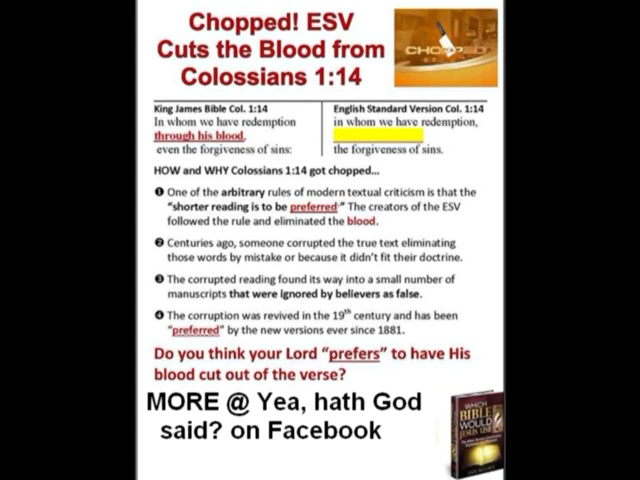 Chopped! ESV
Cuts the Blood from
Colossians 1:14
CHOPPED
King James Bible Col. 1:14
In whom we have redemption
through his blood,
even the forgiveness of sins:
English Standard Version Col. 1:14
in whom we have redemption,
the forgiveness of sins.
HOW and WHY Colossians 1:14 got chopped...
❶ One of the arbitrary rules of modern textual criticism is that the
"shorter reading is to be preferred" The creators of the ESV
followed the rule and eliminated the blood.
❷ Centuries ago, someone corrupted the true text eliminating
those words by mistake or because it didn't fit their doctrine.
❸ The corrupted reading found its way into a small number of
manuscripts that were ignored by believers as false.
❹ The corruption was revived in the 19th century and has been
"preferred" by the new versions ever since 1881.
Do you think your Lord "prefers" to have His
blood cut out of the verse?
MORE @ Yea, hath God
said? on Facebook
WHICH
BIBLE
WOULD
JESUS USE?